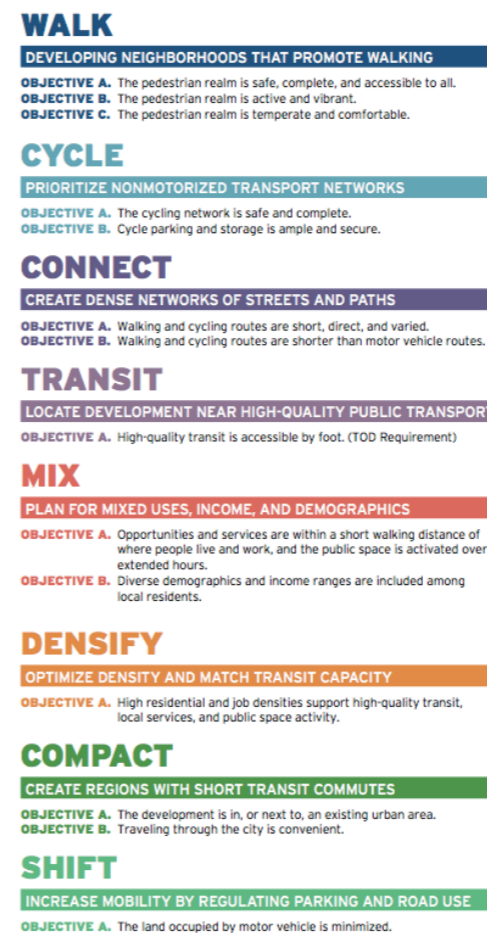 WALK
DEVELOPING NEIGHBORHOODS THAT PROMOTE WALKING
OBJECTIVE A. The pedestrian realm is safe, complete, and accessible to all.
OBJECTIVE B. The pedestrian realm is active and vibrant.
OBJECTIVE C. The pedestrian realm is temperate and comfortable.
CYCLE
PRIORITIZE NONMOTORIZED TRANSPORT NETWORKS
OBJECTIVE A. The cycling network is safe and complete.
OBJECTIVE B. Cycle parking and storage is ample and secure.
CONNECT
CREATE DENSE NETWORKS OF STREETS AND PATHS
OBJECTIVE A. Walking and cycling routes are short, direct, and varied.
OBJECTIVE B. Walking and cycling routes are shorter than motor vehicle routes.
TRANSIT
LOCATE DEVELOPMENT NEAR HIGH-QUALITY PUBLIC TRANSPORT
OBJECTIVE A. High-quality transit is accessible by foot. (TOD Requirement)
MIX
PLAN FOR MIXED USES, INCOME, AND DEMOGRAPHICS
OBJECTIVE A. Opportunities and services are within a short walking distance of
where people live and work, and the public space is activated over
extended hours.
OBJECTIVE B. Diverse demographics and income ranges are included among
local residents.
DENSIFY
OPTIMIZE DENSITY AND MATCH TRANSIT CAPACITY
OBJECTIVE A. High residential and job densities support high-quality transit,
local services, and public space activity.
COMPACT
CREATE REGIONS WITH SHORT TRANSIT COMMUTES
OBJECTIVE A. The development is in, or next to, an existing urban area.
OBJECTIVE B. Traveling through the city is convenient.
SHIFT
INCREASE MOBILITY BY REGULATING PARKING AND ROAD USE
OBJECTIVE A. The land occupied by motor vehicle is minimized.